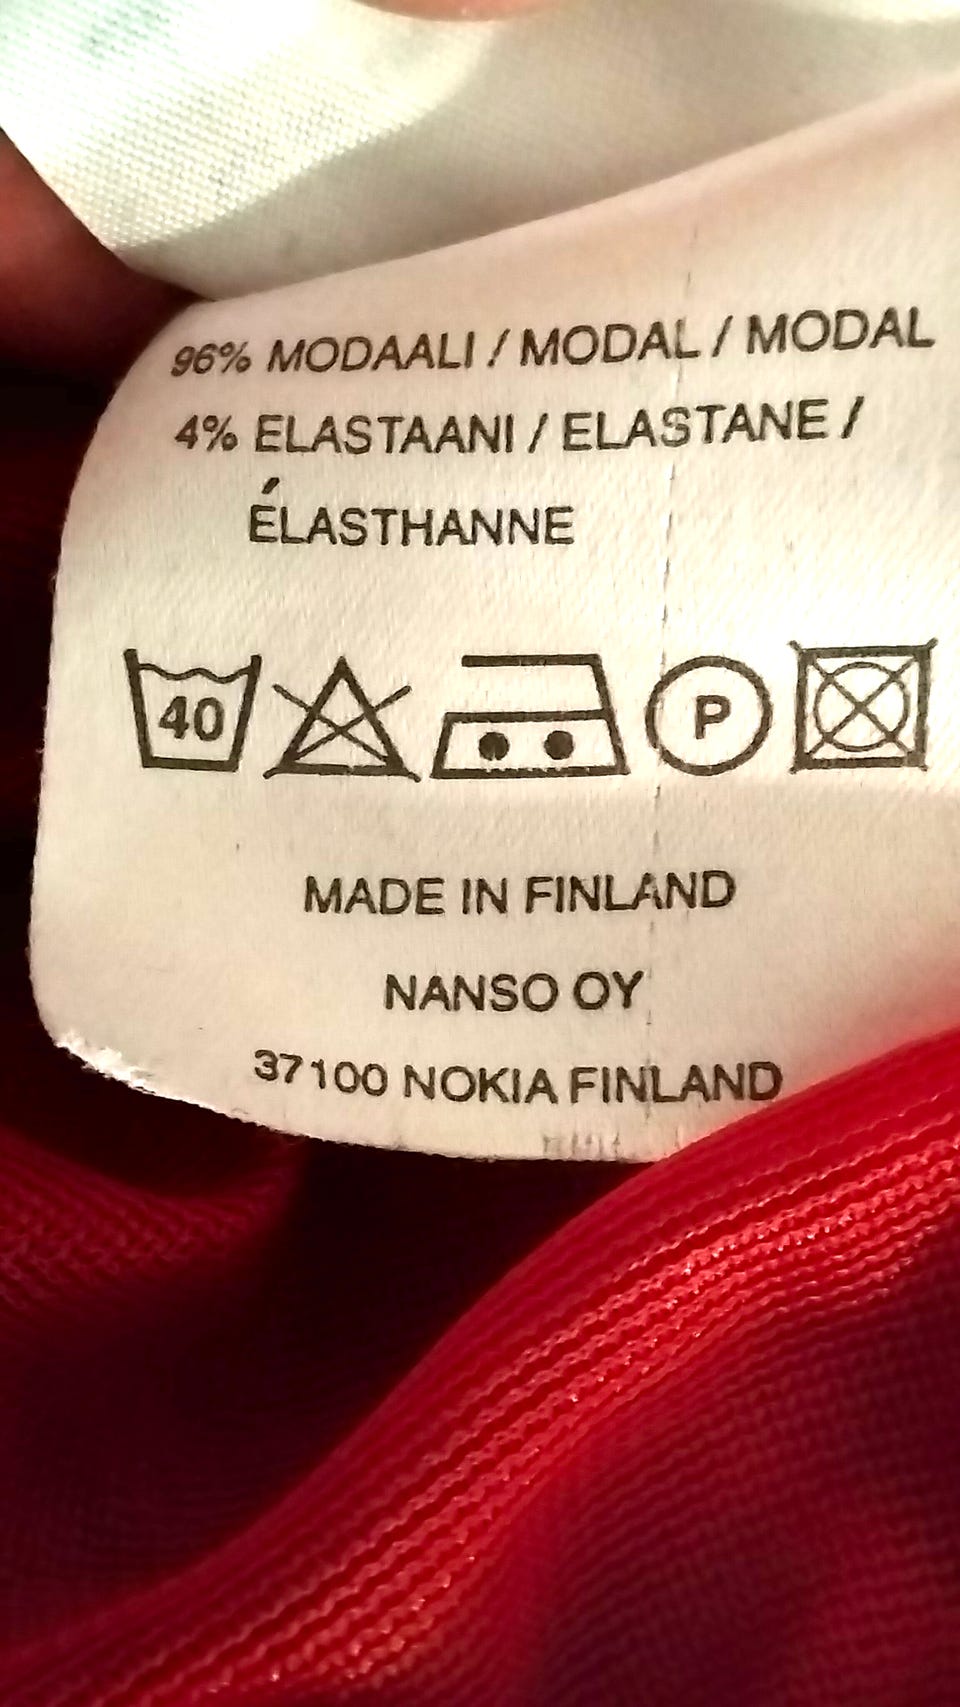 96% MODAALI / MODAL / MODAL
4% ELASTAANI / ELASTANE /
ÉLASTHANNE
40 P
MADE IN FINLAND
NANSO OY
37100 NOKIA FINLAND